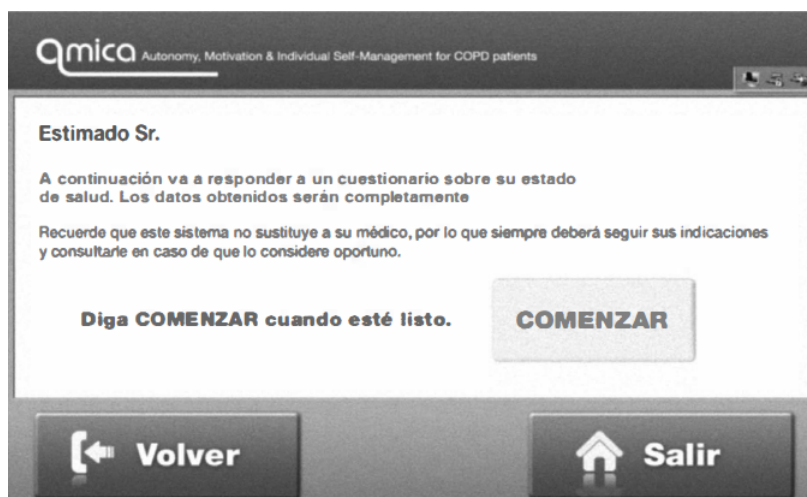 amica Autonomy, Motivation & Individual Self-Management for COPD patients
Estimado Sr.
A continuación va a responder a un cuestionario sobre su estado
de salud. Los datos obtenidos serán completamente
Recuerde que este sistema no sustituye a su médico, por lo que siempre deberá seguir sus indicaciones
y consultarle en caso de que lo considere oportuno.
Diga COMENZAR cuando esté listo.
COMENZAR
Volver
Salir